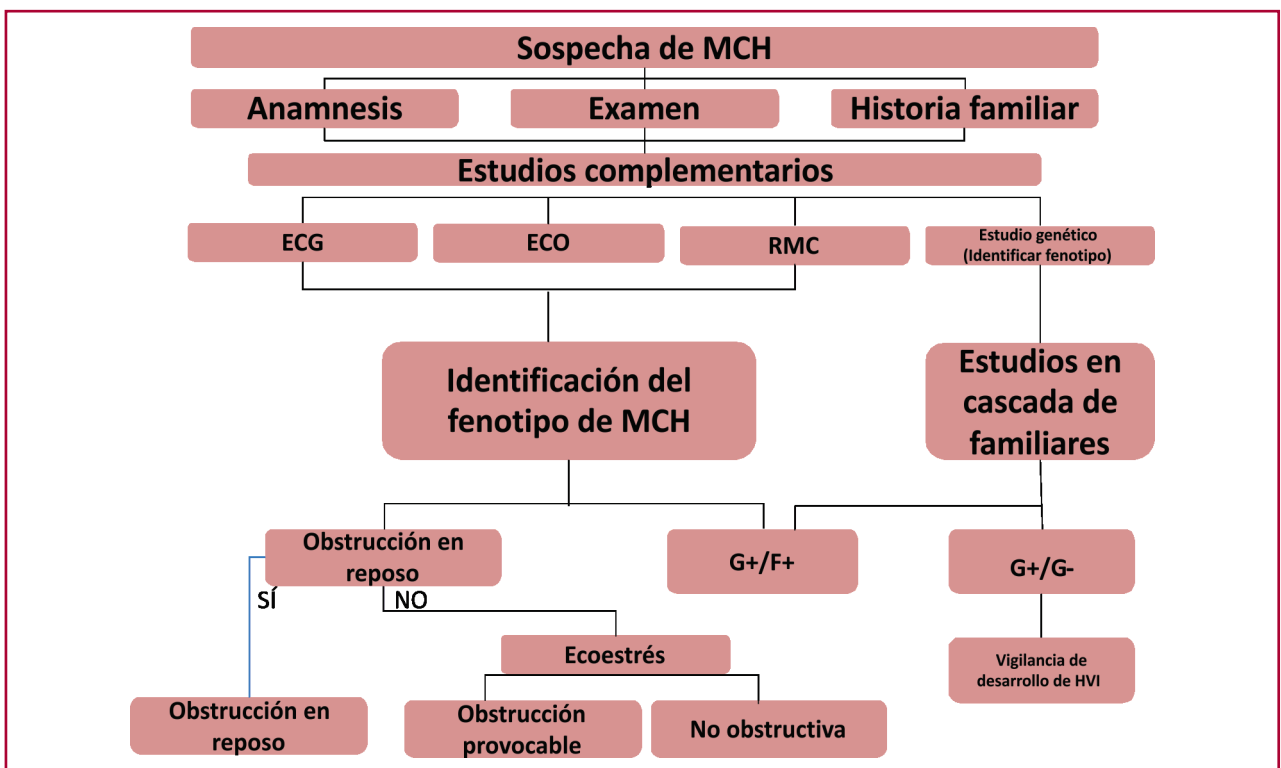 Sospecha de MCH
Anamnesis
Examen
Historia familiar
Estudios complementarios
ECG
ECO
RMC
Estudio genético
(Identificar fenotipo)
Identificación del
fenotipo de MCH
Estudios en
cascada de
familiares
Obstrucción en
reposo
G+/F+
G+/G-
SÍ
NO
Ecoestrés
Vigilancia de
desarrollo de HVI
Obstrucción en
reposo
Obstrucción
provocable
No obstructiva